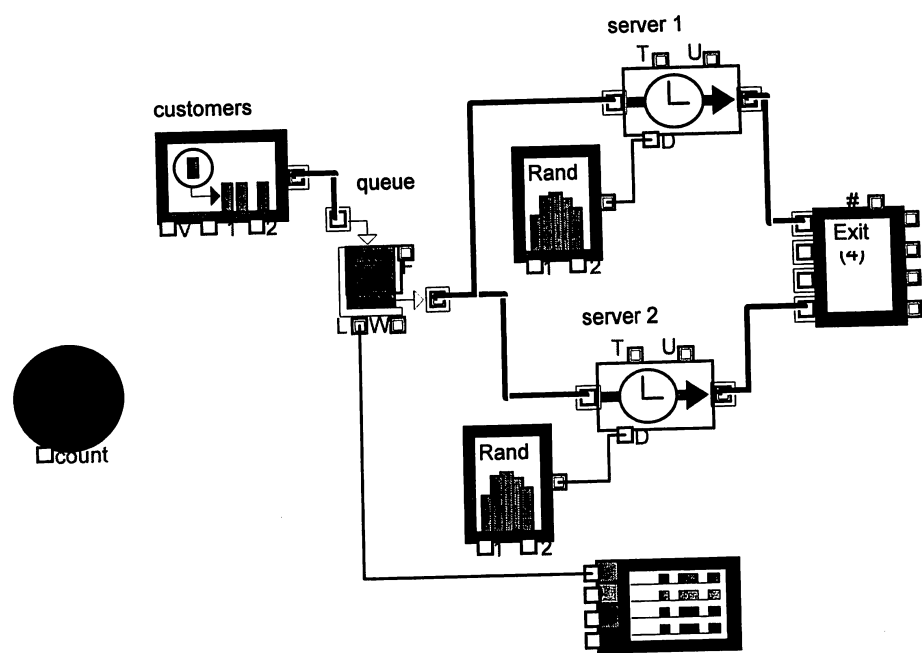 server 1
T U
customers
D
Rand
queue
#
Exit
(4)
V 1 2
1 2
F
L W
server 2
T U
D
Rand
count
1 2